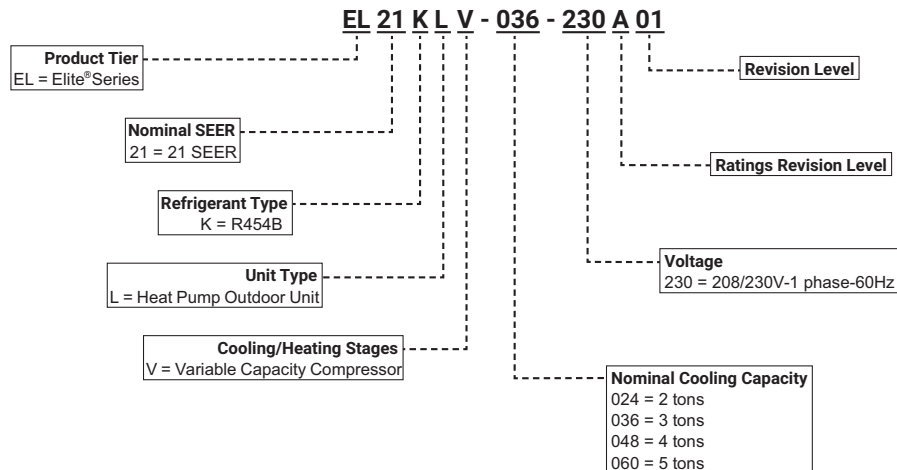 EL 21 K L V - 036 - 230 A 01
Product Tier
EL = Elite® Series
Revision Level
Nominal SEER
21 = 21 SEER
Ratings Revision Level
Refrigerant Type
K = R454B
Unit Type
L = Heat Pump Outdoor Unit
Voltage
230 = 208/230V-1 phase-60Hz
Cooling/Heating Stages
V = Variable Capacity Compressor
Nominal Cooling Capacity
024 = 2 tons
036 = 3 tons
048 = 4 tons
060 = 5 tons